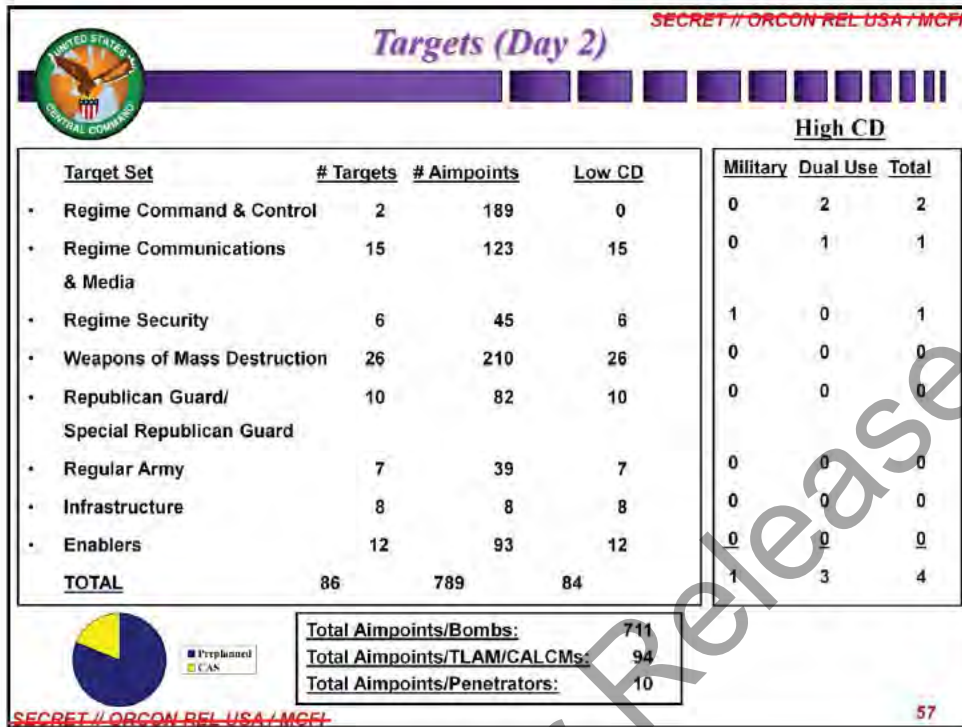 SECRET // ORCON REL USA / MCFI
Targets (Day 2)
UNITED STATES
CENTRAL COMMAND
High CD
Target Set # Targets # Aimpoints Low CD Military Dual Use Total
• Regime Command & Control 2 189 0 0 2 2
• Regime Communications 15 123 15 0 1 1
& Media
• Regime Security 6 45 6 1 0 1
• Weapons of Mass Destruction 26 210 26 0 0 0
• Republican Guard/ 10 82 10 0 0 0
Special Republican Guard
• Regular Army 7 39 7 0 0 0
• Infrastructure 8 8 8 0 0 0
• Enablers 12 93 12 0 0 0
TOTAL 86 789 84 1 3 4
Preplanned
CAS
Total Aimpoints/Bombs: 711
Total Aimpoints/TLAM/CALCMs: 94
Total Aimpoints/Penetrators: 10
SECRET // ORCON REL USA / MCFI
57
Release